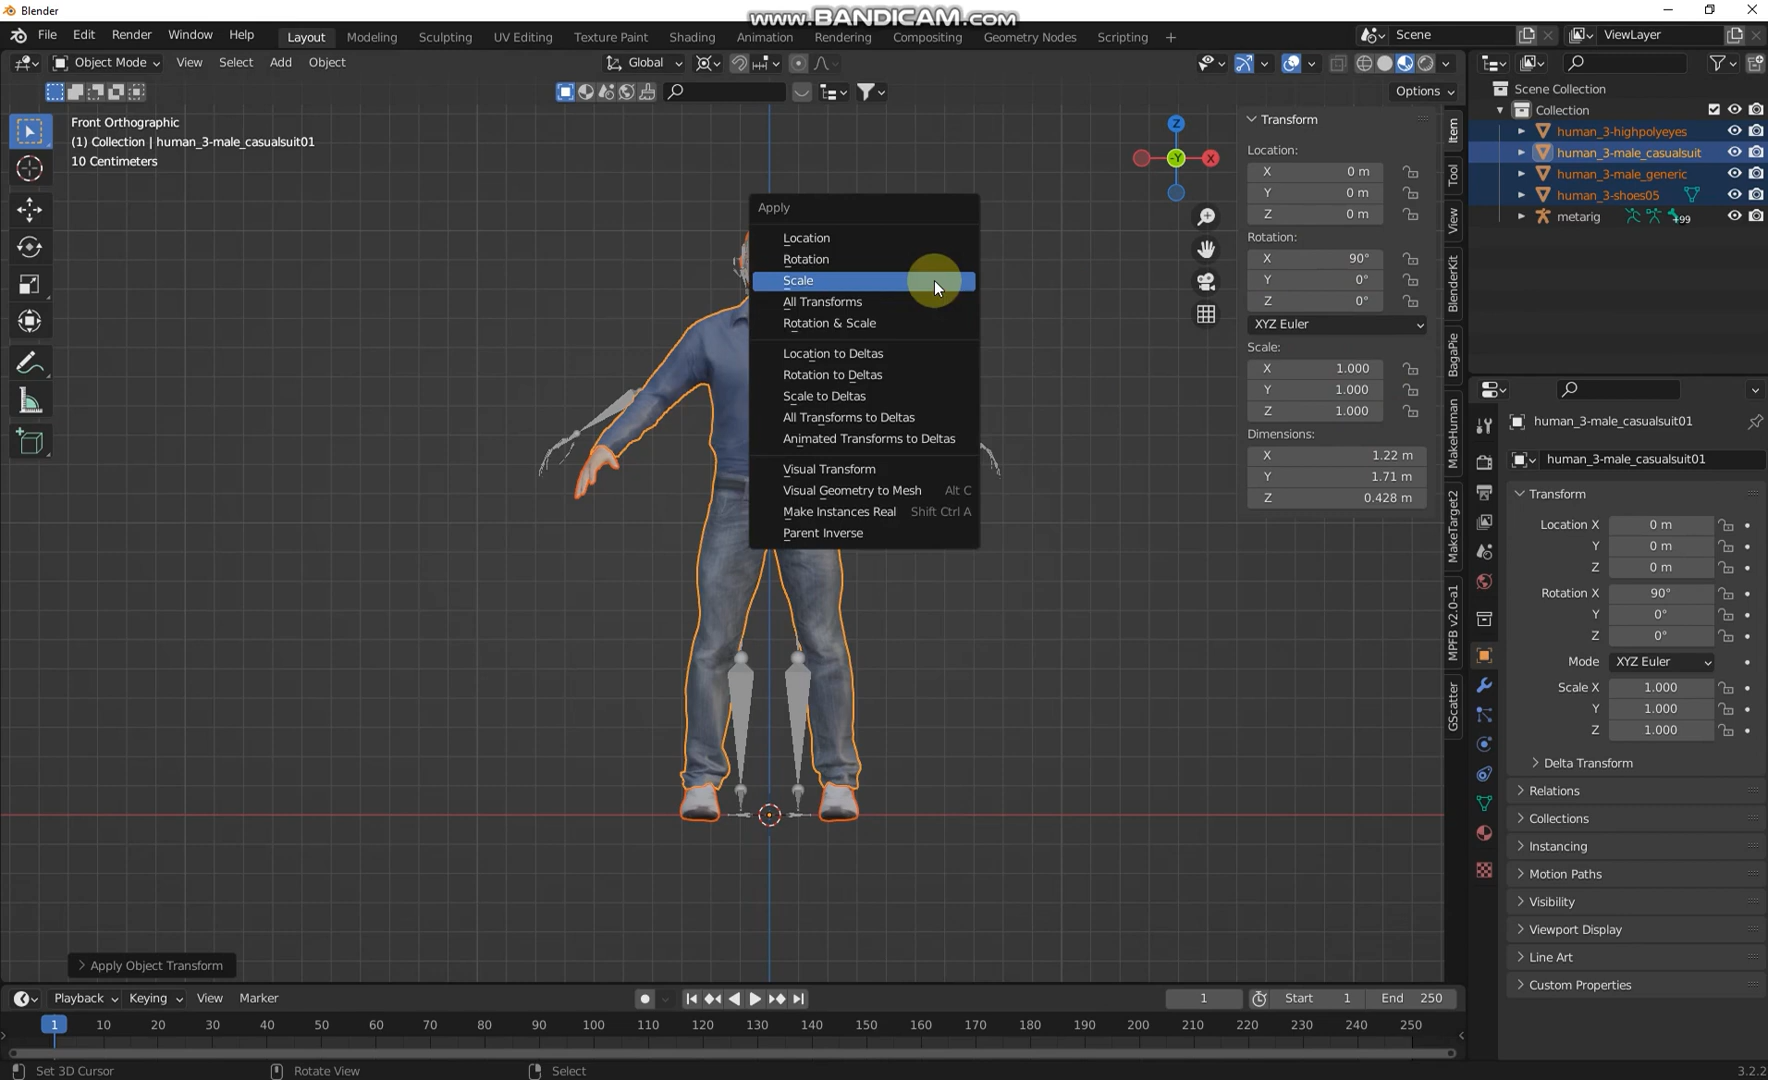 Blender
www.BANDICAM.com
File Edit Render Window Help
Layout Modeling Sculpting UV Editing Texture Paint Shading Animation Rendering Compositing Geometry Nodes Scripting +
Scene
ViewLayer
Object Mode View Select Add Object
Global
Options
Front Orthographic
(1) Collection | human_3-male_casualsuit01
10 Centimeters
Z
X
-Y
Apply
Location
Rotation
Scale
All Transforms
Rotation & Scale
Location to Deltas
Rotation to Deltas
Scale to Deltas
All Transforms to Deltas
Animated Transforms to Deltas
Visual Transform
Visual Geometry to Mesh Alt C
Make Instances Real Shift Ctrl A
Parent Inverse
Transform
Location:
X 0 m
Y 0 m
Z 0 m
Rotation:
X 90°
Y 0°
Z 0°
XYZ Euler
Scale:
X 1.000
Y 1.000
Z 1.000
Dimensions:
X 1.22 m
Y 1.71 m
Z 0.428 m
Item
Tool
View
BlenderKit
BagaPie
MakeHuman
MakeTarget2
MPFB v2.0-a1
GScatter
Scene Collection
Collection
human_3-highpolyeyes
human_3-male_casualsuit
human_3-male_generic
human_3-shoes05
metarig +99
human_3-male_casualsuit01
human_3-male_casualsuit01
Transform
Location X 0 m
Y 0 m
Z 0 m
Rotation X 90°
Y 0°
Z 0°
Mode XYZ Euler
Scale X 1.000
Y 1.000
Z 1.000
Delta Transform
Relations
Collections
Instancing
Motion Paths
Visibility
Viewport Display
Line Art
Custom Properties
Apply Object Transform
Playback Keying View Marker
1 Start 1 End 250
1 10 20 30 40 50 60 70 80 90 100 110 120 130 140 150 160 170 180 190 200 210 220 230 240 250
Set 3D Cursor Rotate View Select
3.2.2